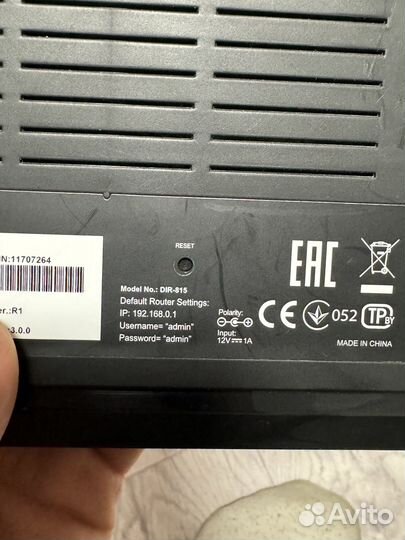 IN:11707264
RESET
er.:R1
3.0.0
Model No.: DIR-815
Default Router Settings:
IP: 192.168.0.1
Username= "admin"
Password= "admin"
Polarity:
Input:
12V 1A
EAC
CE
052
TP BY
MADE IN CHINA
Avito